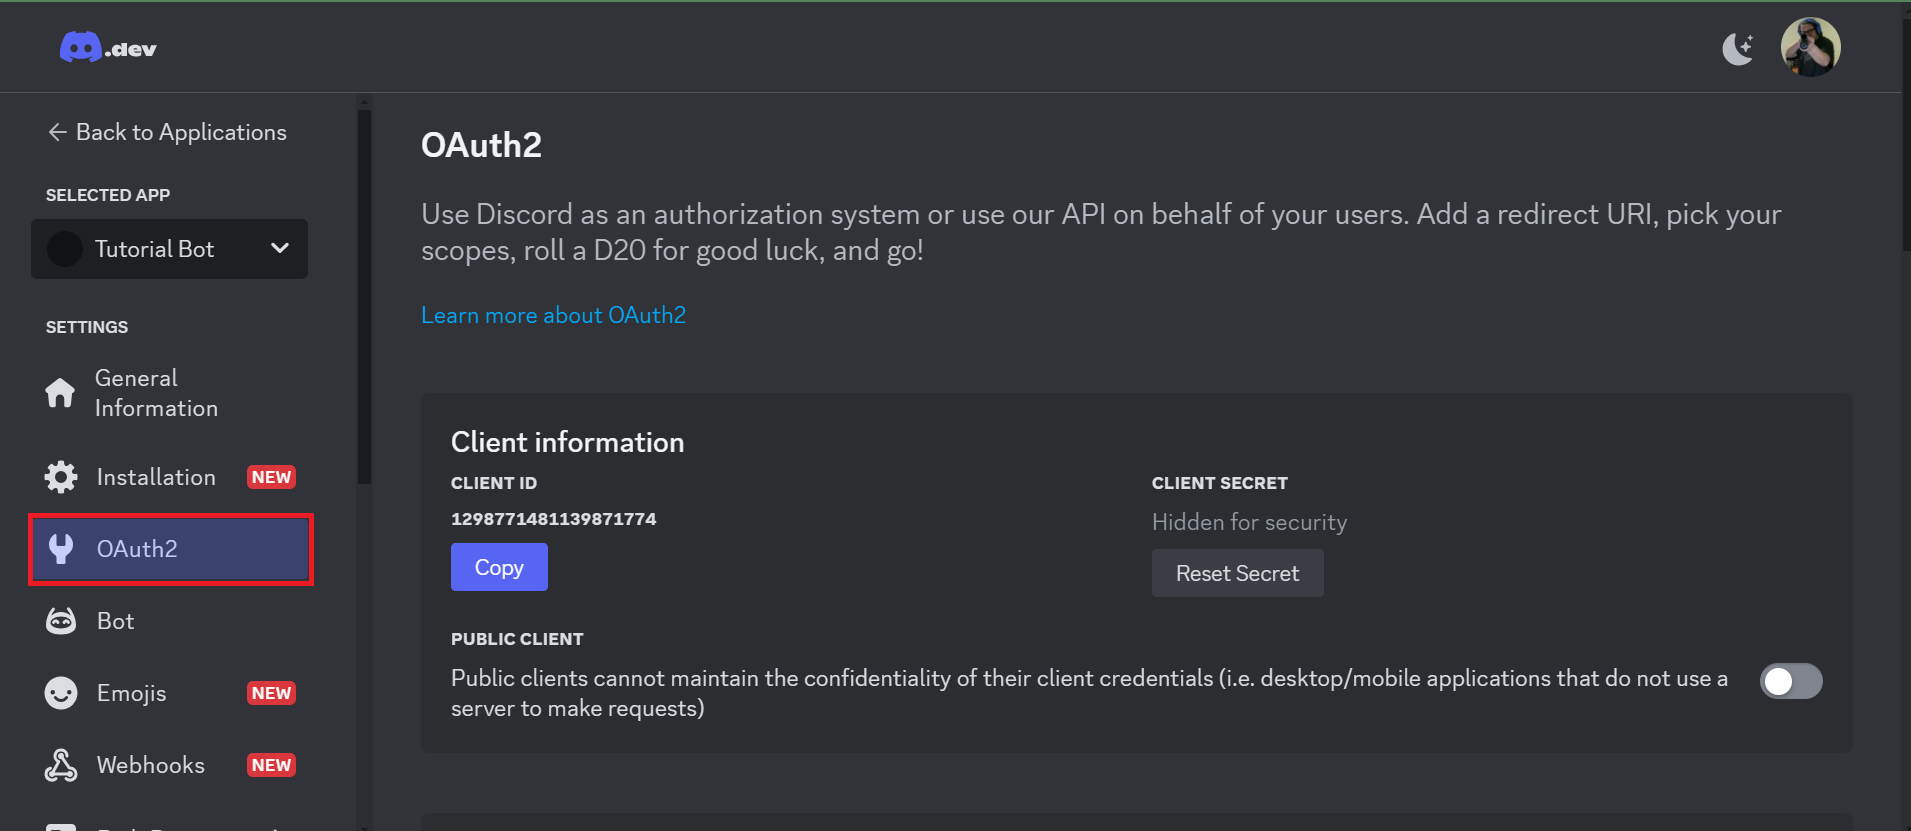 .dev
Back to Applications
SELECTED APP
Tutorial Bot
SETTINGS
General
Information
Installation NEW
OAuth2
Bot
Emojis NEW
Webhooks NEW
OAuth2
Use Discord as an authorization system or use our API on behalf of your users. Add a redirect URI, pick your
scopes, roll a D20 for good luck, and go!
Learn more about OAuth2
Client information
CLIENT ID
1298771481139871774
Copy
CLIENT SECRET
Hidden for security
Reset Secret
PUBLIC CLIENT
Public clients cannot maintain the confidentiality of their client credentials (i.e. desktop/mobile applications that do not use a
server to make requests)